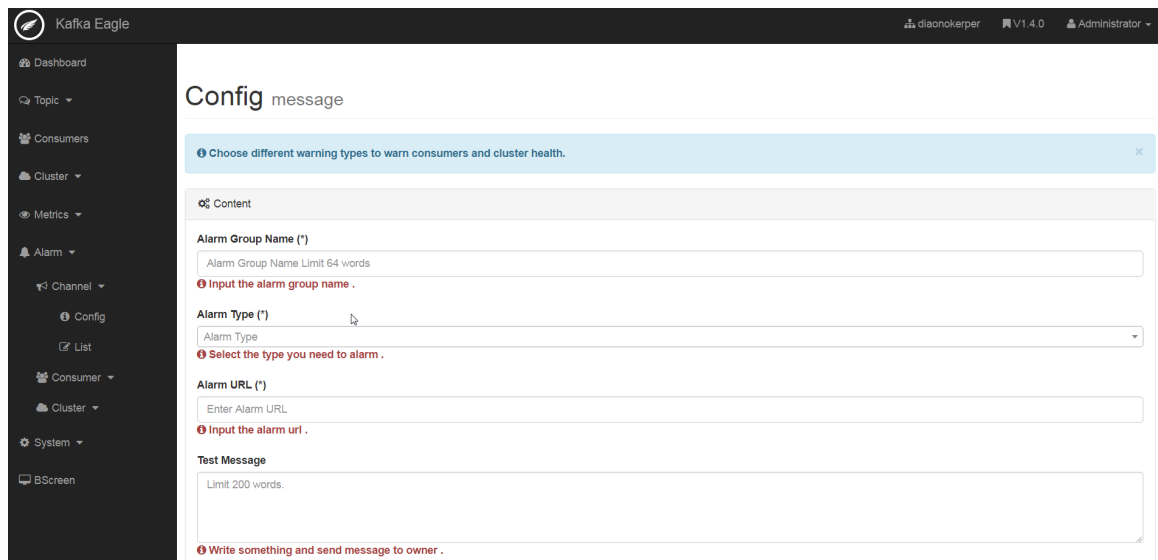 Kafka Eagle
diaonokerper
V1.4.0
Administrator
Dashboard
Topic
Consumers
Cluster
Metrics
Alarm
Channel
Config
List
Consumer
Cluster
System
BScreen
Config message
Choose different warning types to warn consumers and cluster health.
×
Content
Alarm Group Name (*)
Alarm Group Name Limit 64 words
Input the alarm group name .
Alarm Type (*)
Alarm Type
Select the type you need to alarm .
Alarm URL (*)
Enter Alarm URL
Input the alarm url .
Test Message
Limit 200 words.
Write something and send message to owner .